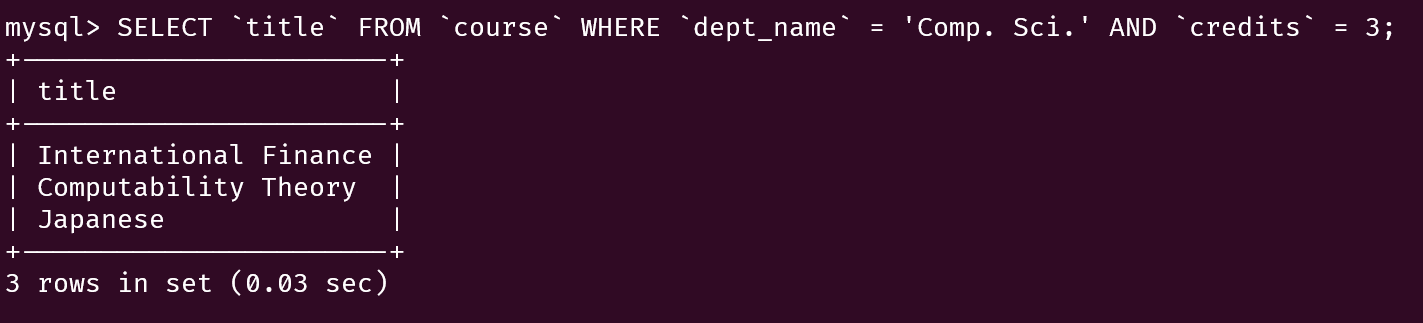 mysql> SELECT `title` FROM `course` WHERE `dept_name` = 'Comp. Sci.' AND `credits` = 3;
+-----------------------+
| title                 |
+-----------------------+
| International Finance |
| Computability Theory  |
| Japanese              |
+-----------------------+
3 rows in set (0.03 sec)